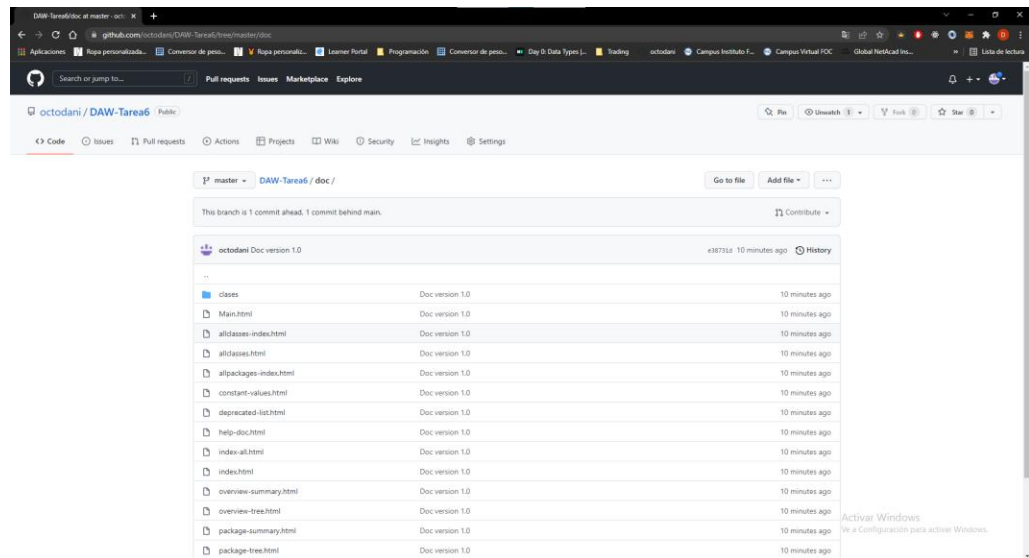 DAW-Tarea6/doc at master · octo
github.com/octodani/DAW-Tarea6/tree/master/doc
Aplicaciones Ropa personalizada... Conversor de peso... Y Ropa personaliz... Learner Portal Programación Conversor de peso... Day 0: Data Types |... Trading octodani Campus Instituto F... Campus Virtual FOC Global NetAcad Ins... » Lista de lectura
Search or jump to... / Pull requests Issues Marketplace Explore
octodani / DAW-Tarea6 Public Pin Unwatch 1 Fork 0 Star 0
Code Issues Pull requests Actions Projects Wiki Security Insights Settings
master DAW-Tarea6 / doc / Go to file Add file ...
This branch is 1 commit ahead, 1 commit behind main. Contribute
octodani Doc version 1.0 e38731d 10 minutes ago History
..
clases Doc version 1.0 10 minutes ago
Main.html Doc version 1.0 10 minutes ago
allclasses-index.html Doc version 1.0 10 minutes ago
allclasses.html Doc version 1.0 10 minutes ago
allpackages-index.html Doc version 1.0 10 minutes ago
constant-values.html Doc version 1.0 10 minutes ago
deprecated-list.html Doc version 1.0 10 minutes ago
help-doc.html Doc version 1.0 10 minutes ago
index-all.html Doc version 1.0 10 minutes ago
index.html Doc version 1.0 10 minutes ago
overview-summary.html Doc version 1.0 10 minutes ago
overview-tree.html Doc version 1.0 10 minutes ago
Activar Windows
package-summary.html Doc version 1.0 10 minutes ago
Ve a Configuración para activar Windows.
package-tree.html Doc version 1.0 10 minutes ago